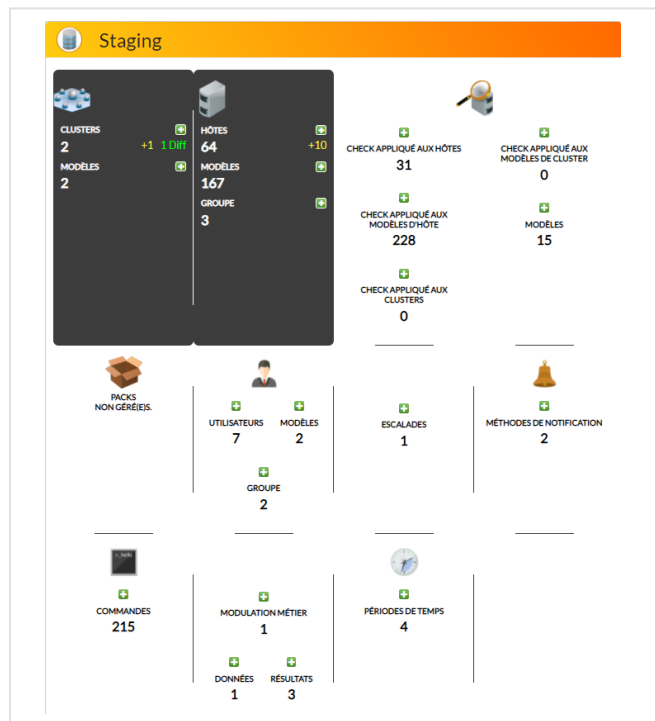 Staging
CLUSTERS
2 +1 1 Diff
MODÈLES
2
HÔTES
64 +10
MODÈLES
167
GROUPE
3
CHECK APPLIQUÉ AUX HÔTES
31
CHECK APPLIQUÉ AUX
MODÈLES DE CLUSTER
0
CHECK APPLIQUÉ AUX
MODÈLES D'HÔTE
228
MODÈLES
15
CHECK APPLIQUÉ AUX
CLUSTERS
0
PACKS
NON GÉRÉ(E)S.
UTILISATEURS
7
MODÈLES
2
GROUPE
2
ESCALADES
1
MÉTHODES DE NOTIFICATION
2
COMMANDES
215
MODULATION MÉTIER
1
DONNÉES
1
RÉSULTATS
3
PÉRIODES DE TEMPS
4